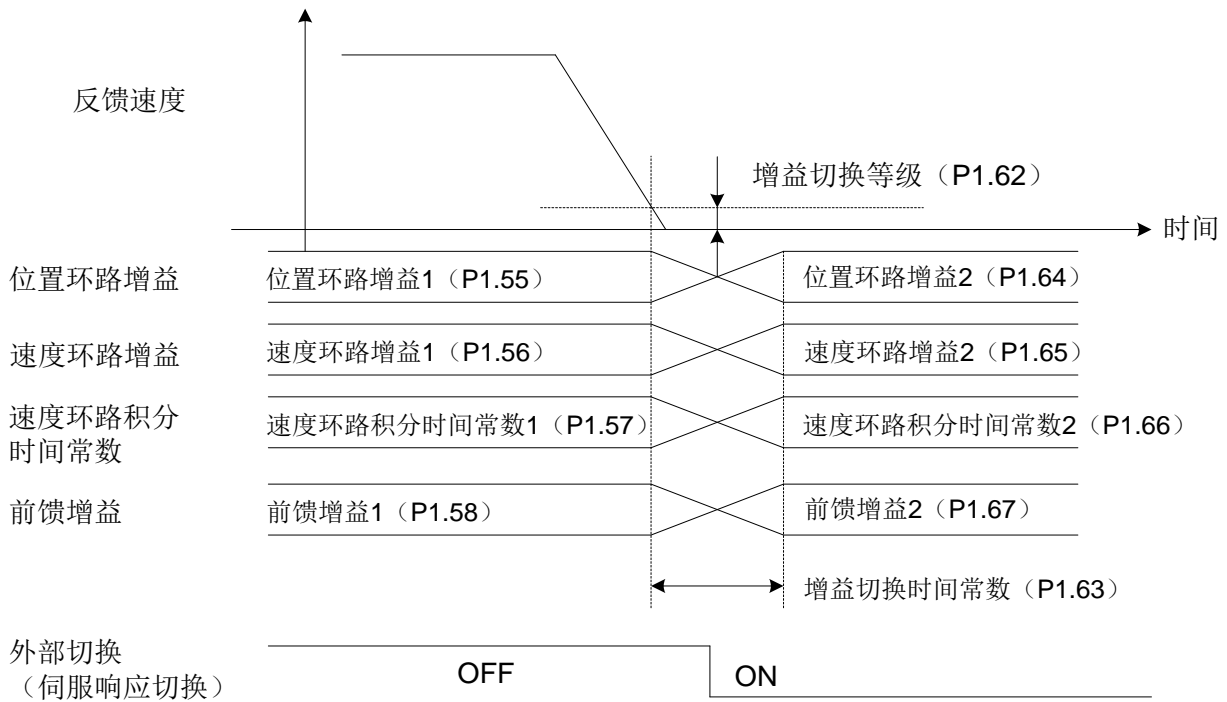 反馈速度
增益切换等级（P1.62）
时间
位置环路增益
位置环路增益1（P1.55）
位置环路增益2（P1.64）
速度环路增益
速度环路增益1（P1.56）
速度环路增益2（P1.65）
速度环路积分
时间常数
速度环路积分时间常数1（P1.57）
速度环路积分时间常数2（P1.66）
前馈增益
前馈增益1（P1.58）
前馈增益2（P1.67）
增益切换时间常数（P1.63）
外部切换
（伺服响应切换）
OFF
ON